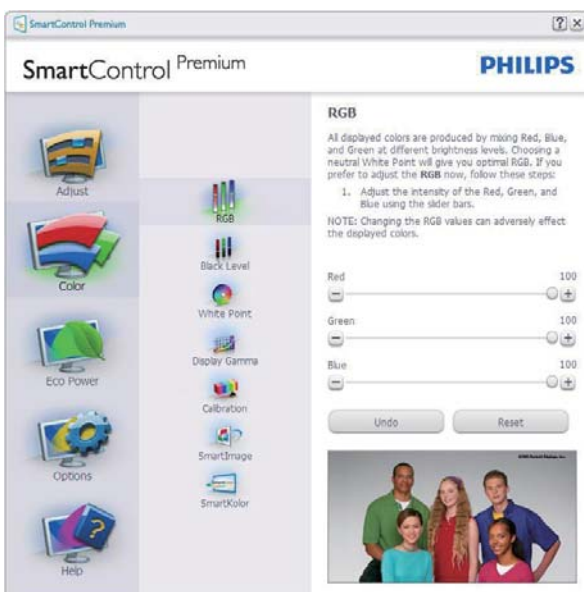 SmartControl Premium
SmartControl Premium
PHILIPS
Adjust
Color
Eco Power
Options
Help
RGB
Black Level
White Point
Display Gamma
Calibration
SmartImage
SmartKolor
RGB
All displayed colors are produced by mixing Red, Blue,
and Green at different brightness levels. Choosing a
neutral White Point will give you optimal RGB. If you
prefer to adjust the RGB now, follow these steps:
1. Adjust the intensity of the Red, Green, and
Blue using the slider bars.
NOTE: Changing the RGB values can adversely effect
the displayed colors.
Red 100
Green 100
Blue 100
Undo Reset